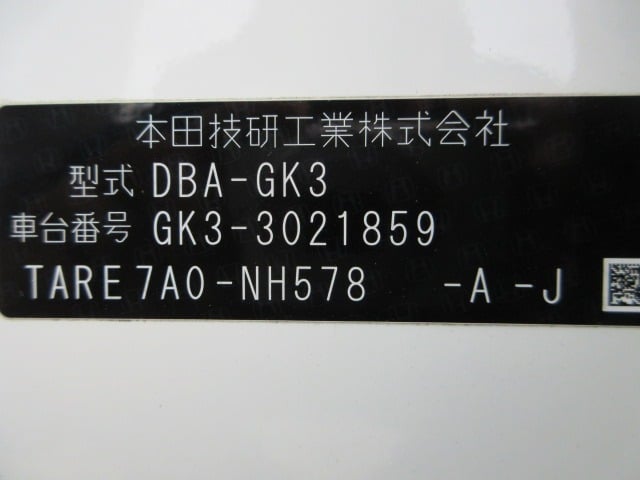 本田技研工業株式会社
型式 DBA-GK3
車台番号 GK3-3021859
TARE7A0-NH578 -A-J